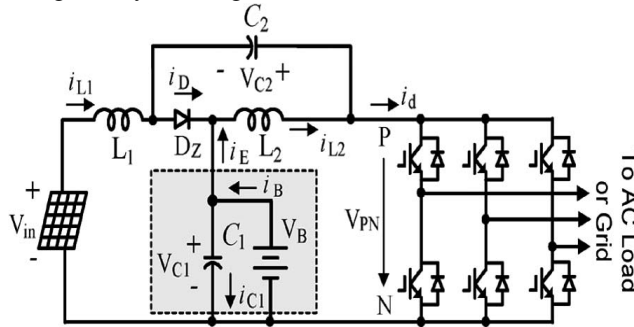 C2
iL1
iD
- VC2 +
id
L1
DZ
iE
L2
iL2
P
iB
+
Vin
-
C1
VB
+
VC1
-
iC1
VPN
N
To AC Load
or Grid